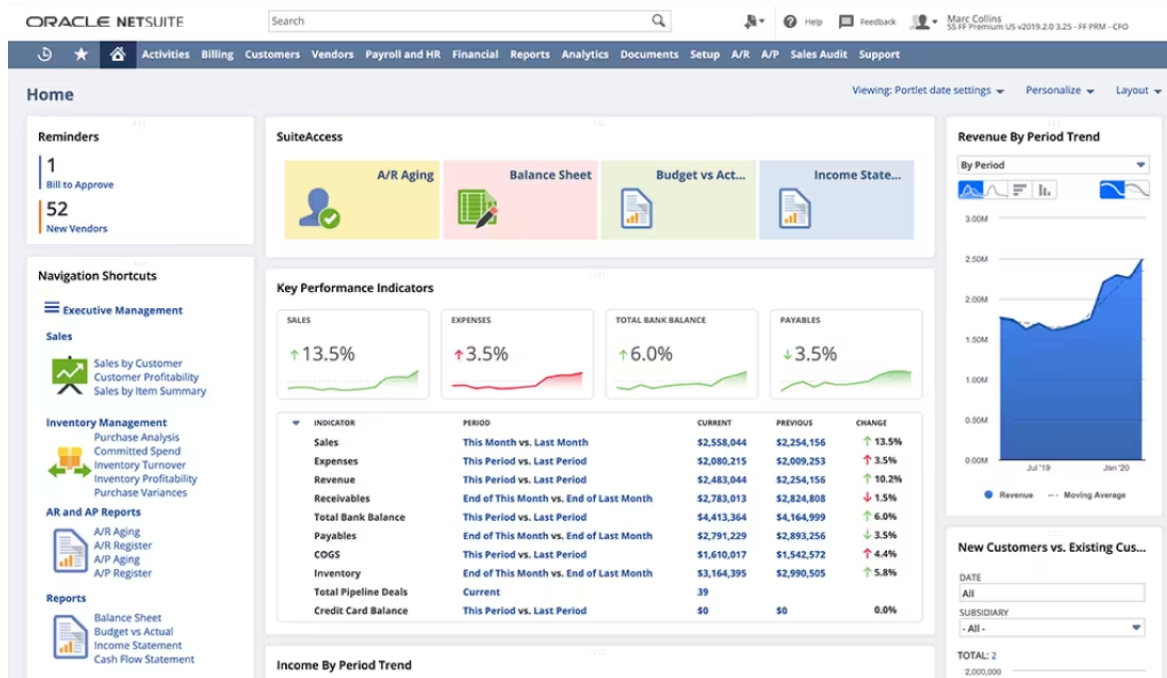 ORACLE NETSUITE
Search
Help
Feedback
Marc Collins
SS FF Premium US v2019.2.0 3.25 - FF PRM - CFO
Activities Billing Customers Vendors Payroll and HR Financial Reports Analytics Documents Setup A/R A/P Sales Audit Support
Home
Viewing: Portlet date settings
Personalize
Layout
Reminders
1
Bill to Approve
52
New Vendors
Navigation Shortcuts
Executive Management
Sales
Sales by Customer
Customer Profitability
Sales by Item Summary
Inventory Management
Purchase Analysis
Committed Spend
Inventory Turnover
Inventory Profitability
Purchase Variances
AR and AP Reports
A/R Aging
A/R Register
A/P Aging
A/P Register
Reports
Balance Sheet
Budget vs Actual
Income Statement
Cash Flow Statement
SuiteAccess
A/R Aging
Balance Sheet
Budget vs Act...
Income State...
Key Performance Indicators
SALES
13.5%
EXPENSES
3.5%
TOTAL BANK BALANCE
6.0%
PAYABLES
3.5%
INDICATOR PERIOD CURRENT PREVIOUS CHANGE
Sales This Month vs. Last Month $2,558,044 $2,254,156 13.5%
Expenses This Period vs. Last Period $2,080,215 $2,009,253 3.5%
Revenue This Period vs. Last Period $2,483,044 $2,254,156 10.2%
Receivables End of This Month vs. End of Last Month $2,783,013 $2,824,808 1.5%
Total Bank Balance This Period vs. Last Period $4,413,364 $4,164,999 6.0%
Payables End of This Month vs. End of Last Month $2,791,229 $2,893,256 3.5%
COGS This Period vs. Last Period $1,610,017 $1,542,572 4.4%
Inventory End of This Month vs. End of Last Month $3,164,395 $2,990,505 5.8%
Total Pipeline Deals Current 39
Credit Card Balance This Period vs. Last Period $0 $0 0.0%
Income By Period Trend
Revenue By Period Trend
By Period
3.00M
2.50M
2.00M
1.50M
1.00M
0.50M
0.00M
Jul '19 Jan '20
Revenue Moving Average
New Customers vs. Existing Cus...
DATE
All
SUBSIDIARY
- All -
TOTAL: 2
2,000,000